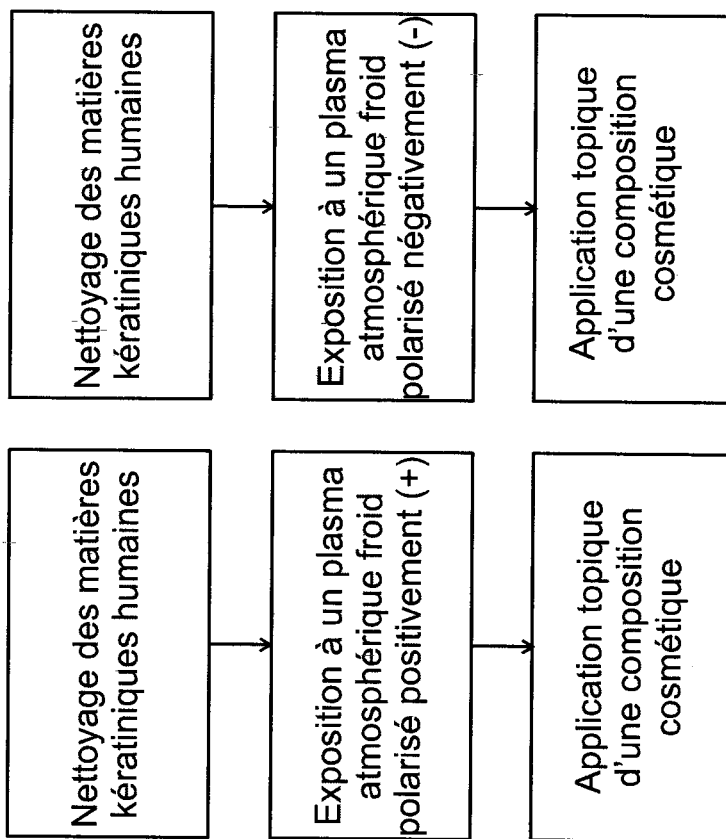 Nettoyage des matières
kératiniques humaines
Exposition à un plasma
atmosphérique froid
polarisé positivement (+)
Application topique
d'une composition
cosmétique
Nettoyage des matières
kératiniques humaines
Exposition à un plasma
atmosphérique froid
polarisé négativement (-)
Application topique
d'une composition
cosmétique